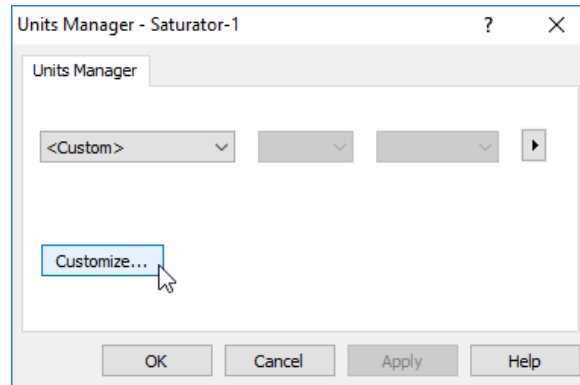 Units Manager - Saturator-1
Units Manager
<Custom>
Customize...
OK Cancel Apply Help